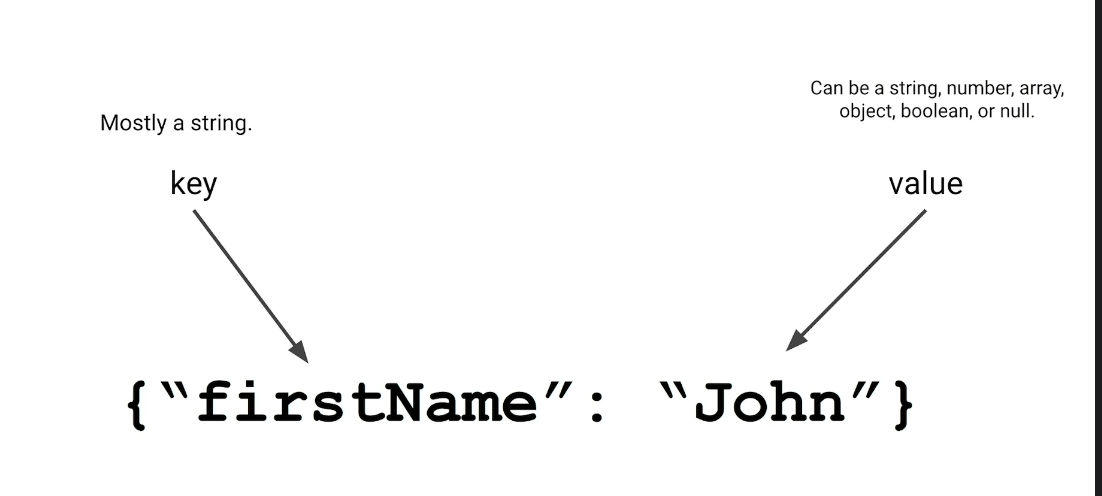 Can be a string, number, array,
object, boolean, or null.
Mostly a string.
key
value
{“firstName”: “John”}